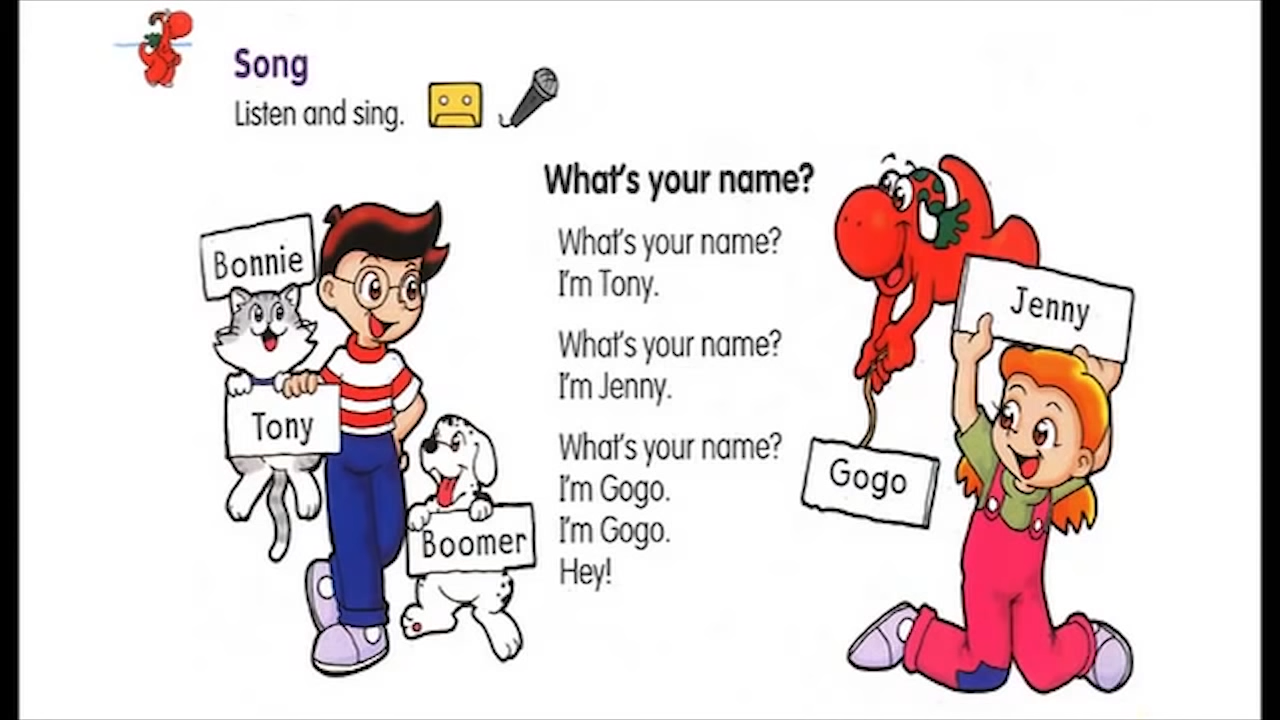 Song
Listen and sing.
What's your name?
What's your name?
I'm Tony.
What's your name?
I'm Jenny.
What's your name?
I'm Gogo.
I'm Gogo.
Hey!
Bonnie
Tony
Boomer
Jenny
Gogo